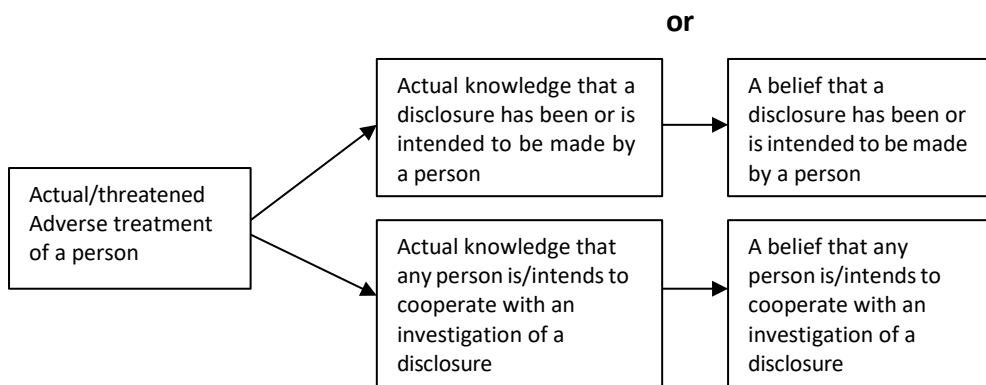 or
Actual knowledge that a
disclosure has been or is
intended to be made by
a person
A belief that a
disclosure has been or
is intended to be made
by a person
Actual/threatened
Adverse treatment
of a person
Actual knowledge that
any person is/intends to
cooperate with an
investigation of a
disclosure
A belief that any
person is/intends to
cooperate with an
investigation of a
disclosure